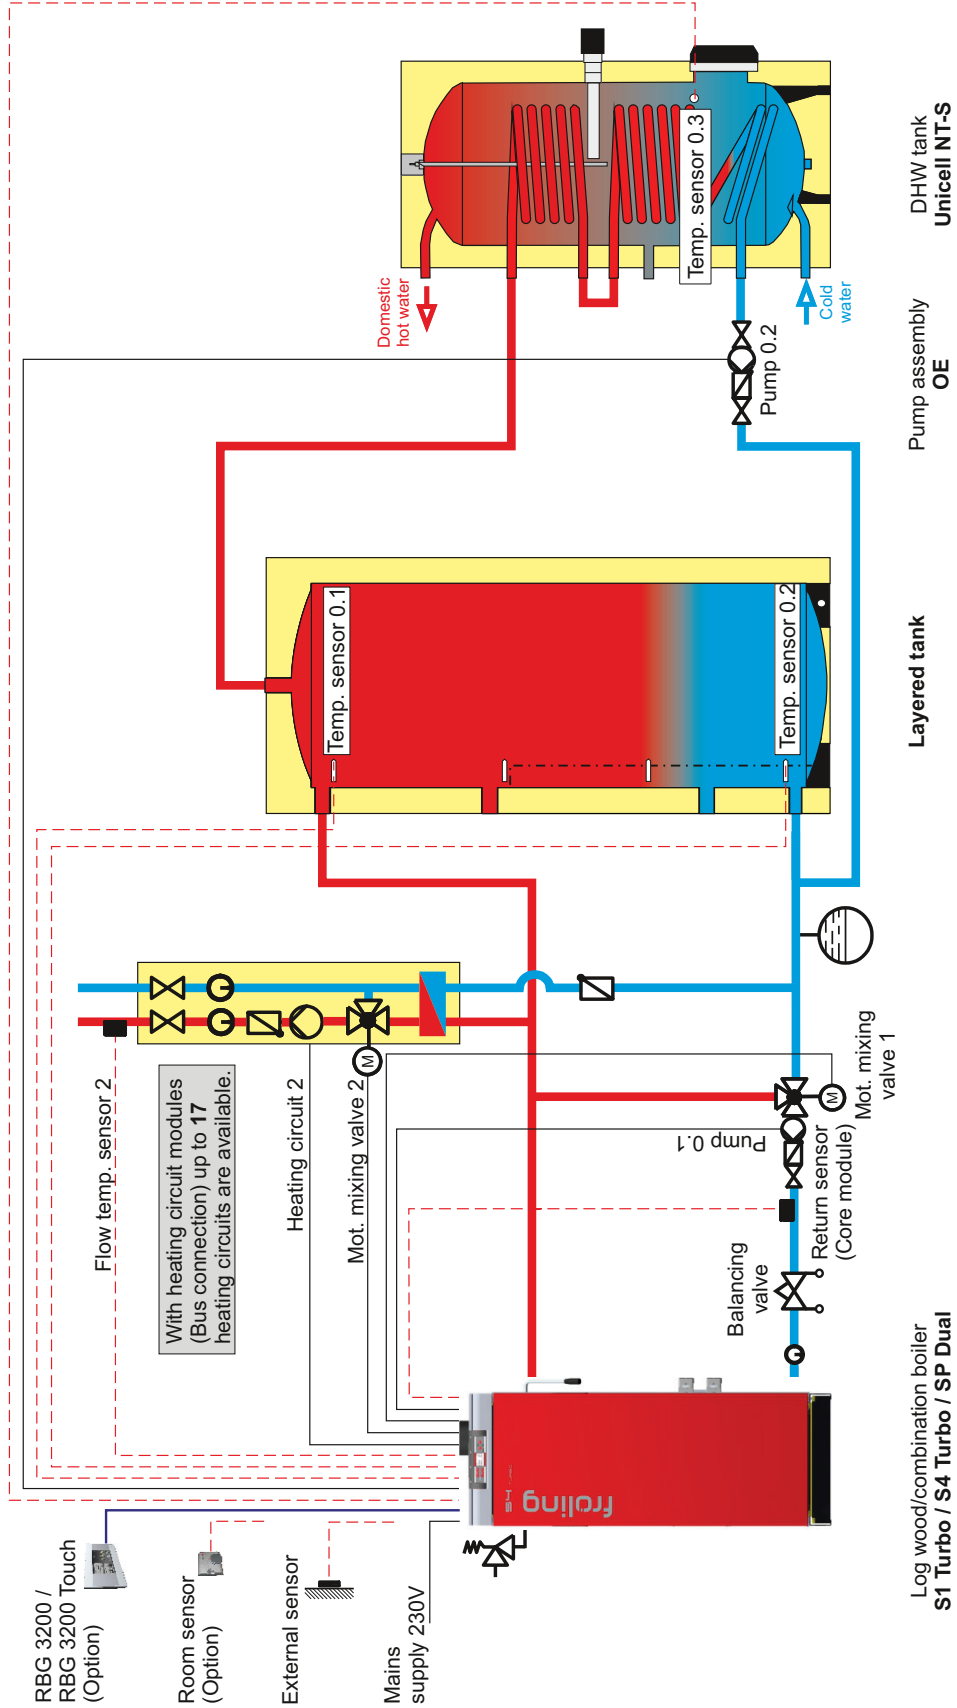 RBG 3200 /
RBG 3200 Touch
(Option)
Room sensor
(Option)
External sensor
Mains
supply 230V
Flow temp. sensor 2
With heating circuit modules
(Bus connection) up to 17
heating circuits are available.
Heating circuit 2
Mot. mixing valve 2
M
Pump 0.1
M
Mot. mixing
valve 1
Return sensor
(Core module)
Balancing
valve
froling
S4
Temp. sensor 0.1
Temp. sensor 0.2
Domestic
hot water
Temp. sensor 0.3
Cold
water
Pump 0.2
Log wood/combination boiler
S1 Turbo / S4 Turbo / SP Dual
Layered tank
Pump assembly
OE
DHW tank
Unicell NT-S